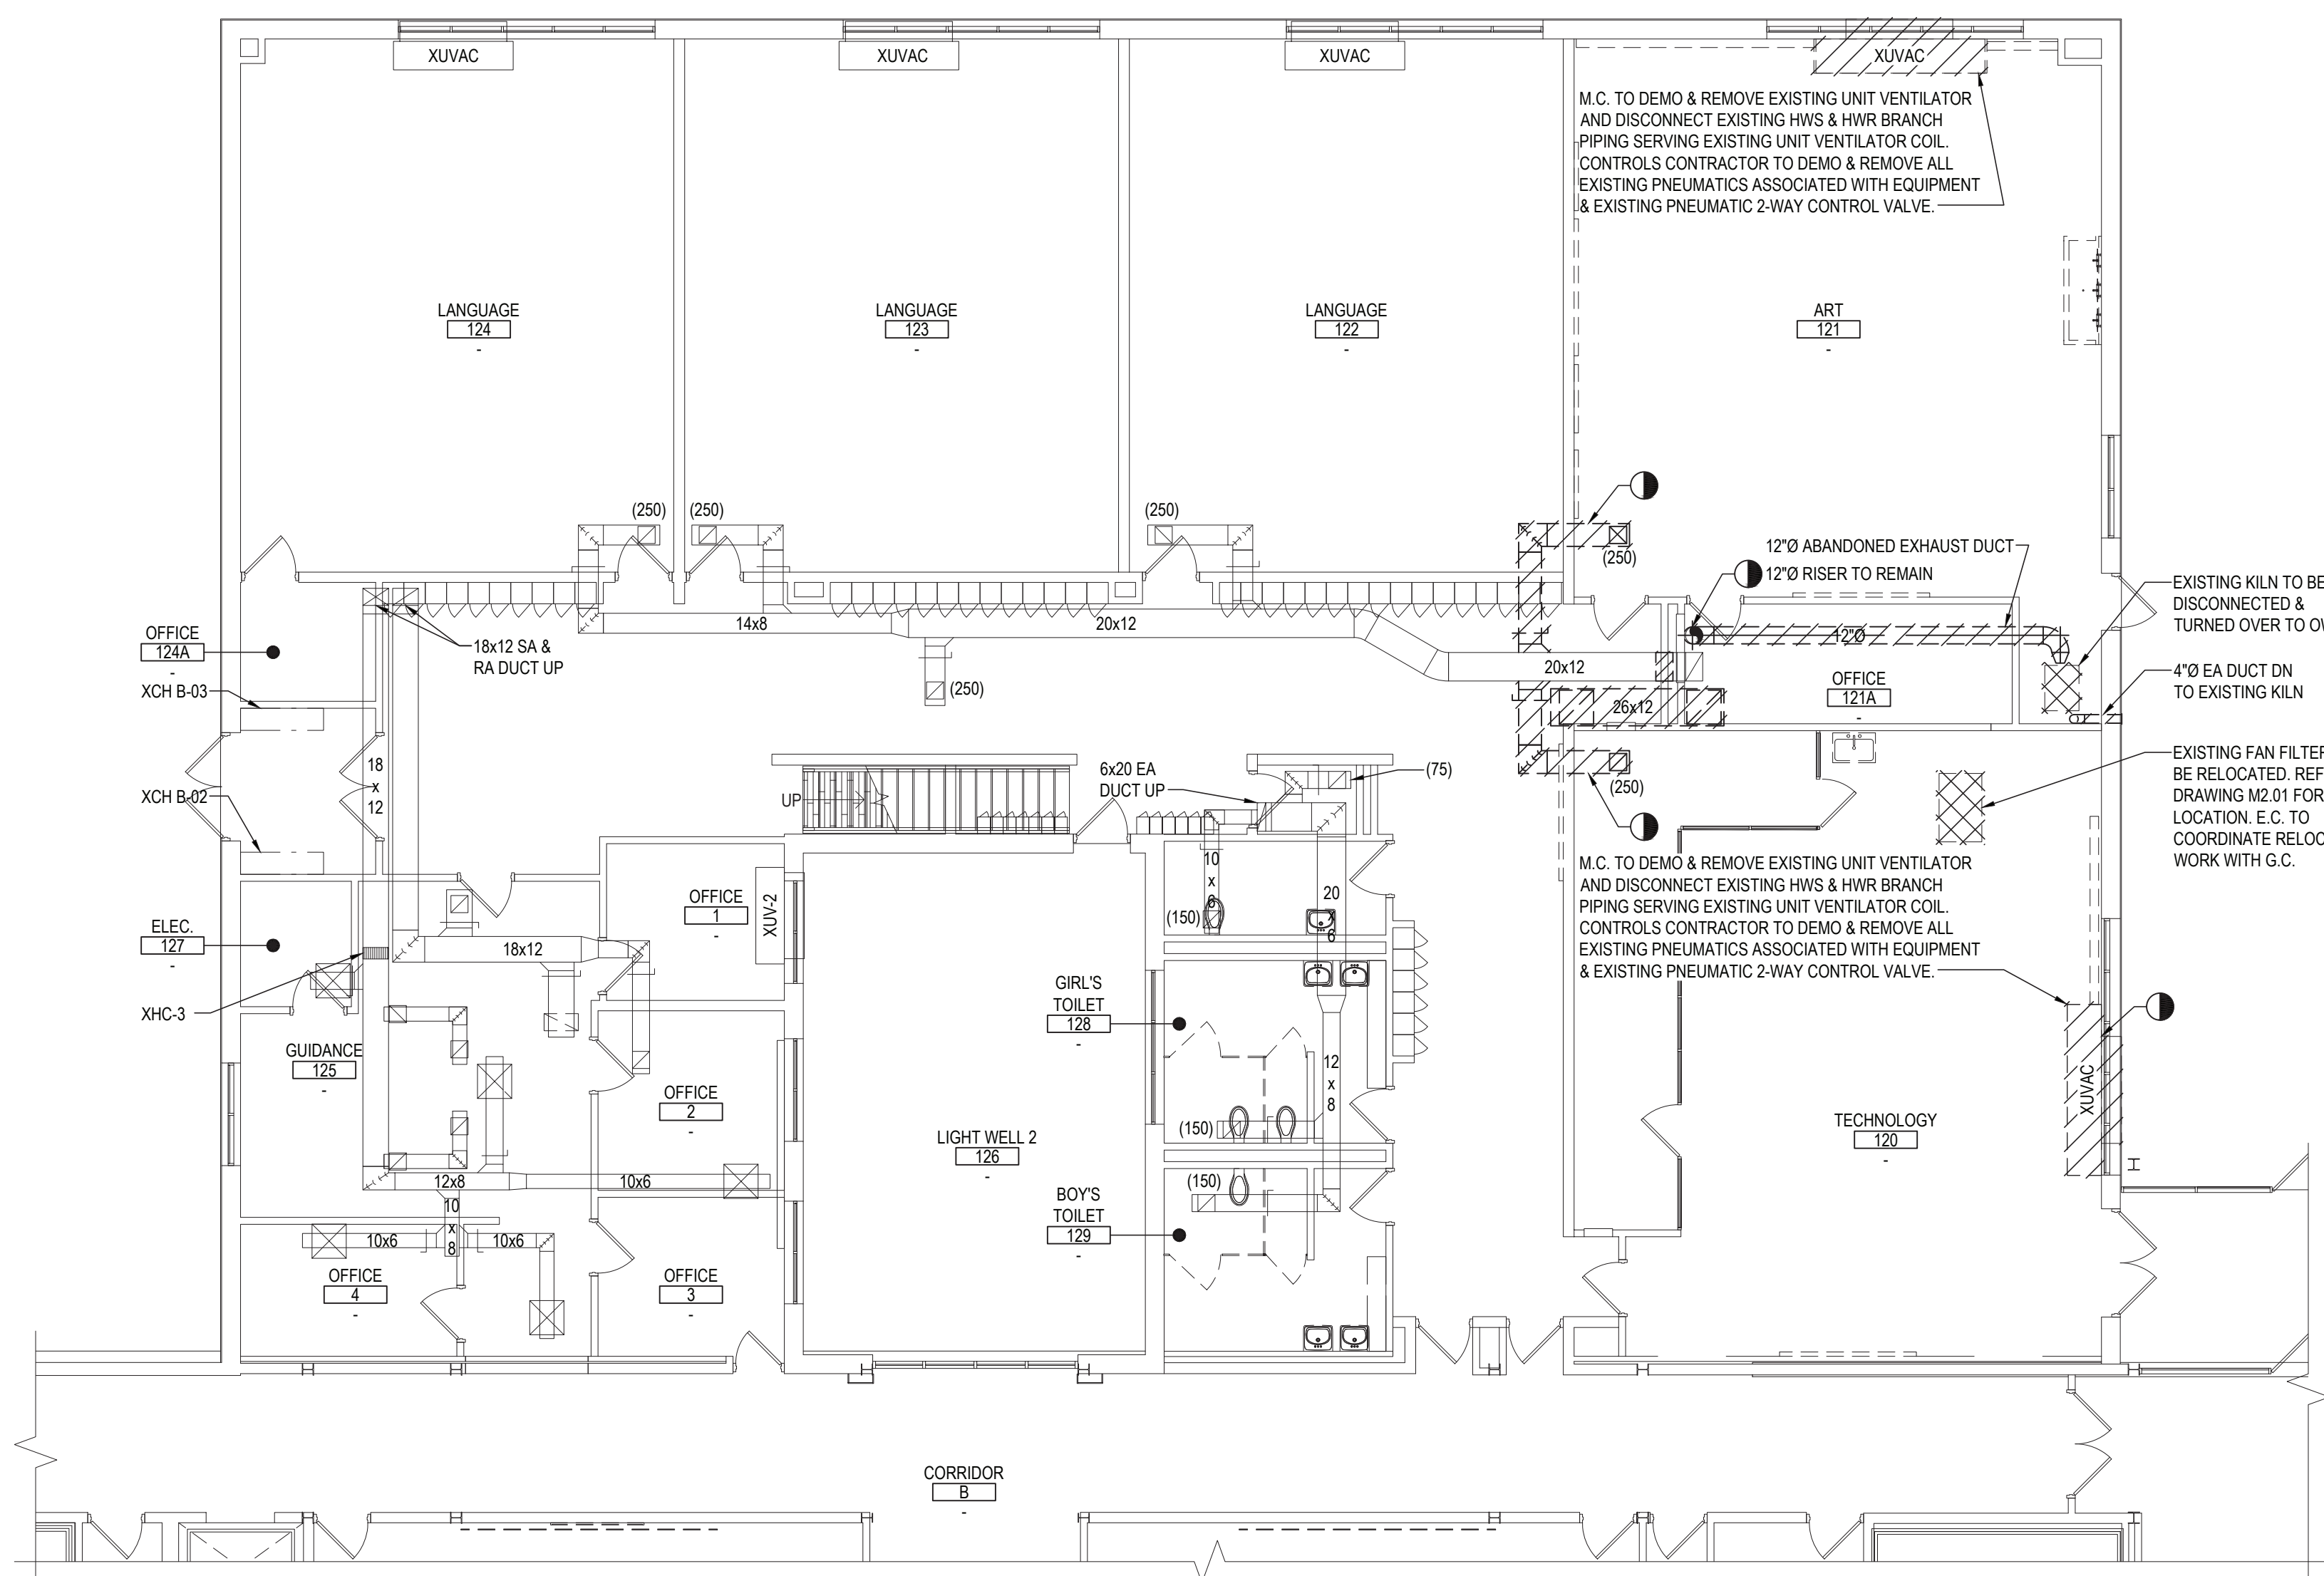 XUVAC
XUVAC
XUVAC
XUVAC
M.C. TO DEMO & REMOVE EXISTING UNIT VENTILATOR
AND DISCONNECT EXISTING HWS & HWR BRANCH
PIPING SERVING EXISTING UNIT VENTILATOR COIL.
CONTROLS CONTRACTOR TO DEMO & REMOVE ALL
EXISTING PNEUMATICS ASSOCIATED WITH EQUIPMENT
& EXISTING PNEUMATIC 2-WAY CONTROL VALVE.
LANGUAGE
124
-
LANGUAGE
123
-
LANGUAGE
122
-
ART
121
-
(250)
(250)
(250)
(250)
12"Ø ABANDONED EXHAUST DUCT
12"Ø RISER TO REMAIN
12"Ø
EXISTING KILN TO BE
DISCONNECTED &
TURNED OVER TO
4"Ø EA DUCT DN
TO EXISTING KILN
OFFICE
124A
-
18x12 SA &
RA DUCT UP
14x8
20x12
20x12
(250)
OFFICE
121A
-
26x12
XCH B-03
XCH B-02
18
x
12
UP
6x20 EA
DUCT UP
(75)
(250)
EXISTING FAN FILTER
BE RELOCATED.
DRAWING M2.01 FOR
LOCATION. E.C. TO
COORDINATE
WORK WITH G.C.
M.C. TO DEMO & REMOVE EXISTING UNIT VENTILATOR
AND DISCONNECT EXISTING HWS & HWR BRANCH
PIPING SERVING EXISTING UNIT VENTILATOR COIL.
CONTROLS CONTRACTOR TO DEMO & REMOVE ALL
EXISTING PNEUMATICS ASSOCIATED WITH EQUIPMENT
& EXISTING PNEUMATIC 2-WAY CONTROL VALVE.
OFFICE
1
-
XUV-2
10
x
6
(150)
20
x
6
ELEC.
127
-
18x12
XHC-3
GUIDANCE
125
-
GIRL'S
TOILET
128
-
OFFICE
2
-
12
x
8
(150)
XUVAC
TECHNOLOGY
120
-
LIGHT WELL 2
126
-
12x8
10x6
(150)
BOY'S
TOILET
129
-
10
x
8
10x6
10x6
OFFICE
4
-
OFFICE
3
-
CORRIDOR
B
-